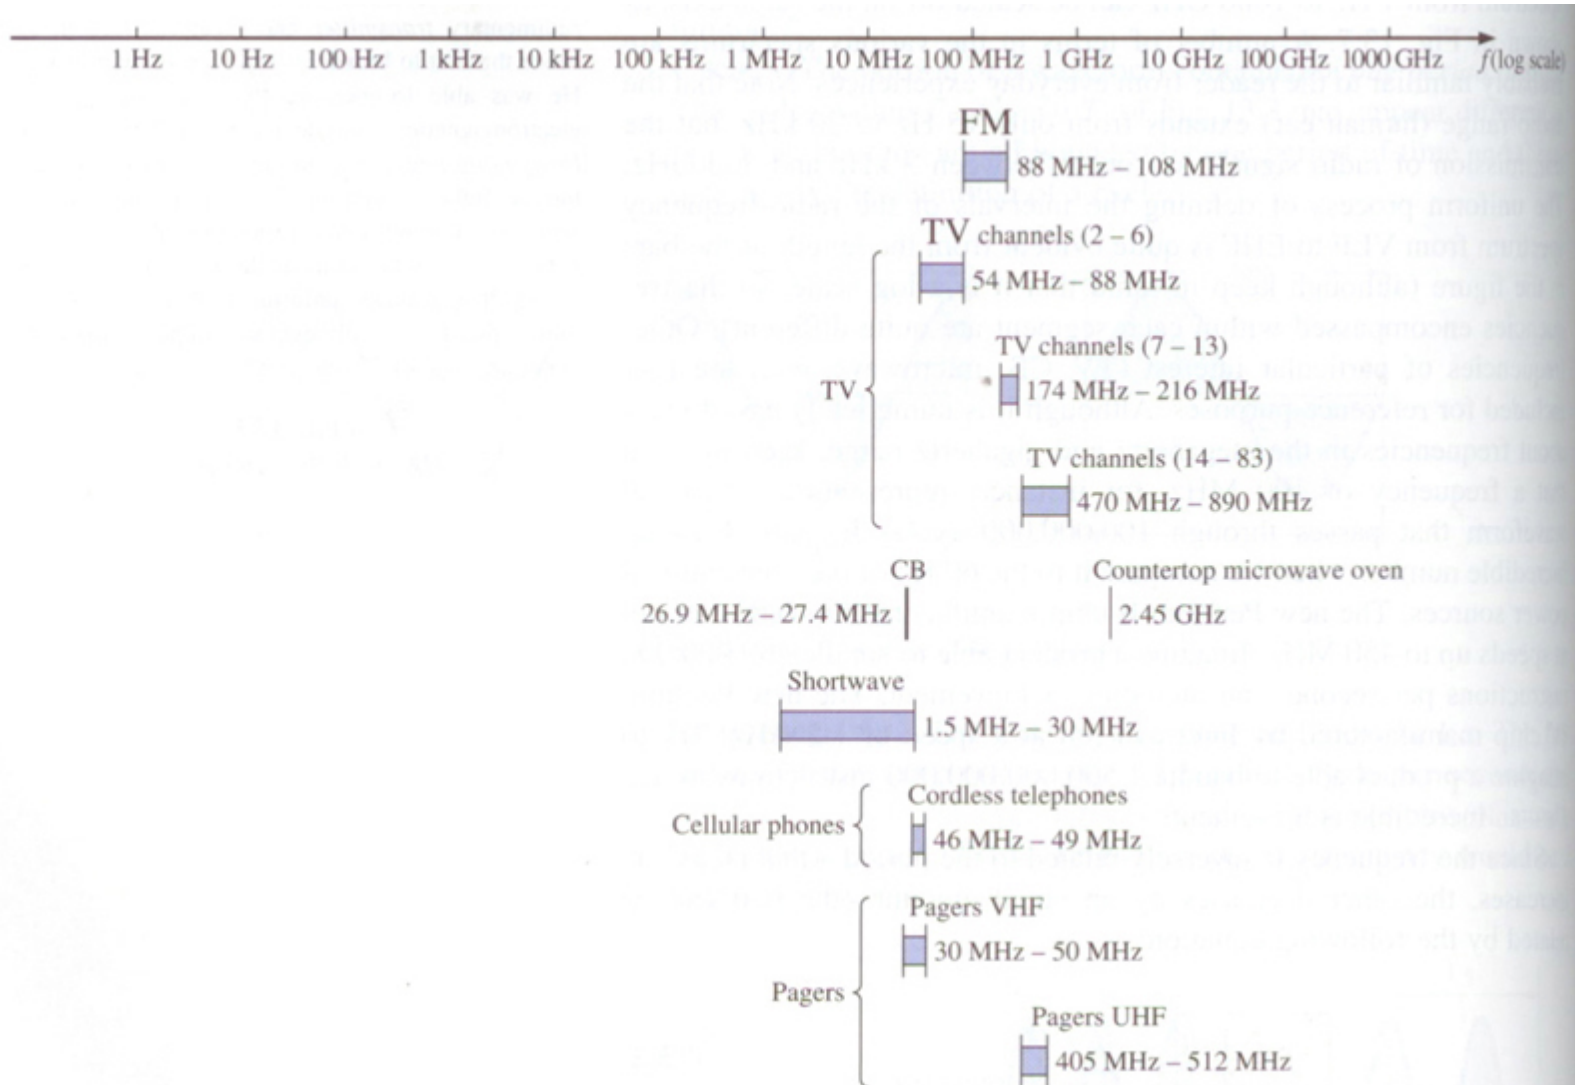 1 Hz 10 Hz 100 Hz 1 kHz 10 kHz 100 kHz 1 MHz 10 MHz 100 MHz 1 GHz 10 GHz 100 GHz 1000 GHz f(log scale)
FM
88 MHz – 108 MHz
TV channels (2 – 6)
54 MHz – 88 MHz
TV channels (7 – 13)
TV
174 MHz – 216 MHz
TV channels (14 – 83)
470 MHz – 890 MHz
CB
Countertop microwave oven
26.9 MHz – 27.4 MHz
2.45 GHz
Shortwave
1.5 MHz – 30 MHz
Cordless telephones
Cellular phones
46 MHz – 49 MHz
Pagers VHF
30 MHz – 50 MHz
Pagers
Pagers UHF
405 MHz – 512 MHz